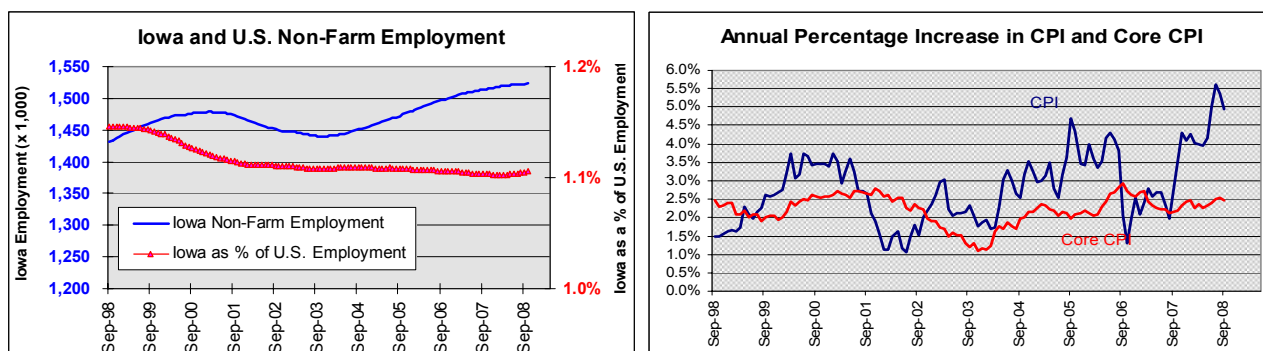 Iowa and U.S. Non-Farm Employment
Iowa Employment (x 1,000)
1,550
1,500
1,450
1,400
1,350
1,300
1,250
1,200
1.2%
1.1%
1.0%
Iowa as a % of U.S. Employment
Iowa Non-Farm Employment
Iowa as % of U.S. Employment
Sep-98
Sep-99
Sep-00
Sep-01
Sep-02
Sep-03
Sep-04
Sep-05
Sep-06
Sep-07
Sep-08
Annual Percentage Increase in CPI and Core CPI
6.0%
5.5%
5.0%
4.5%
4.0%
3.5%
3.0%
2.5%
2.0%
1.5%
1.0%
0.5%
0.0%
CPI
Core CPI
Sep-98
Sep-99
Sep-00
Sep-01
Sep-02
Sep-03
Sep-04
Sep-05
Sep-06
Sep-07
Sep-08